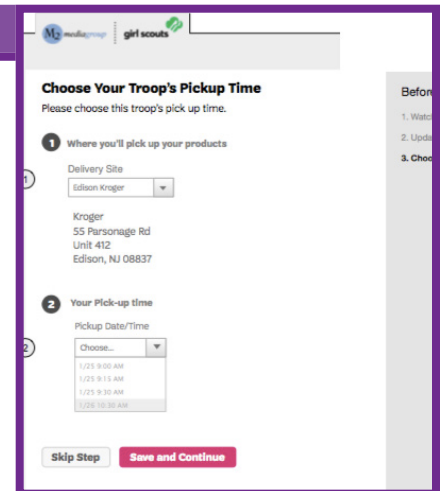 M2 mediagroup girl scouts
Choose Your Troop's Pickup Time
Please choose this troop's pick up time.
1 Where you'll pick up your products
1
Delivery Site
Edison Kroger
Kroger
55 Parsonage Rd
Unit 412
Edison, NJ 08837
2 Your Pick-up time
Pickup Date/Time
2
Choose...
1/25 9:00 AM
1/25 9:15 AM
1/25 9:30 AM
1/26 10:30 AM
Skip Step Save and Continue
Before
1. Watc
2. Upda
3. Choo